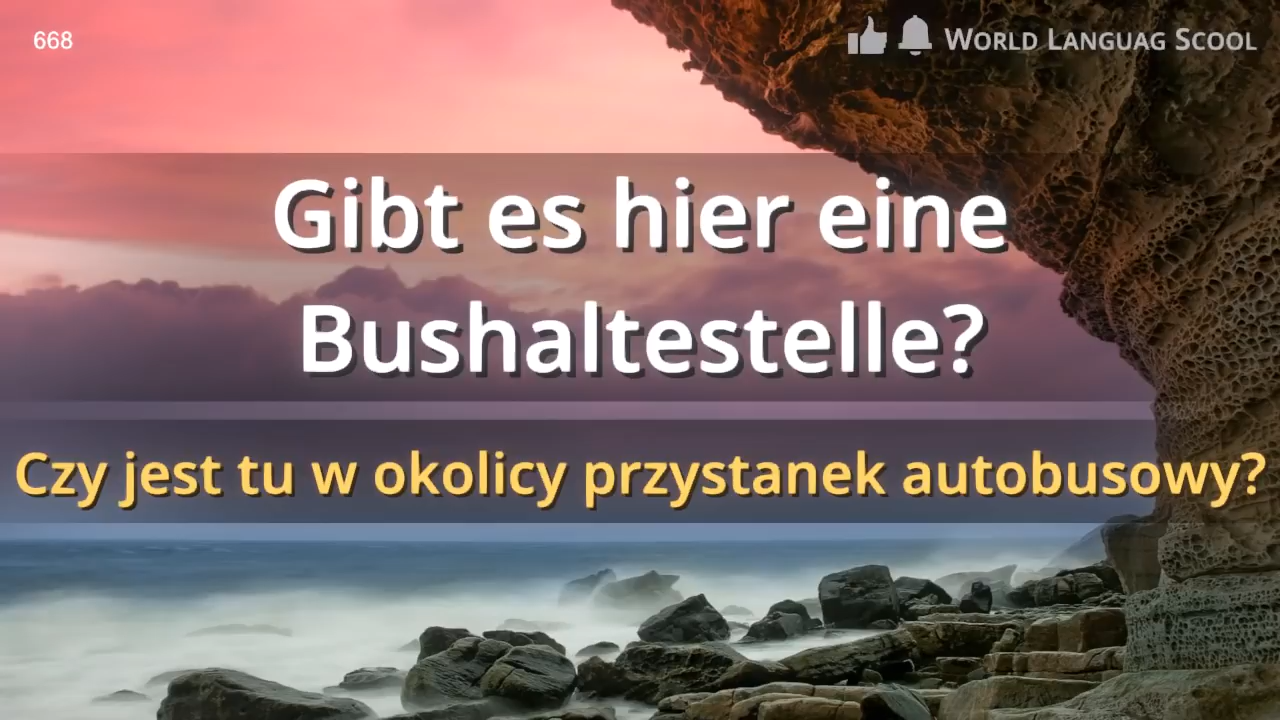 668
World Languag Scool
Gibt es hier eine
Bushaltestelle?
Czy jest tu w okolicy przystanek autobusowy?